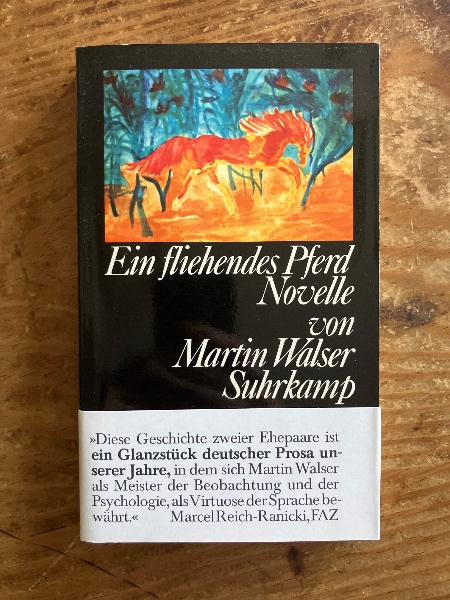 Ein fliehendes Pferd
Novelle
von
Martin Walser
Suhrkamp
»Diese Geschichte zweier Ehepaare ist
ein Glanzstück deutscher Prosa un-
serer Jahre, in dem sich Martin Walser
als Meister der Beobachtung und der
Psychologie, als Virtuose der Sprache be-
währt.« Marcel Reich-Ranicki, FAZ